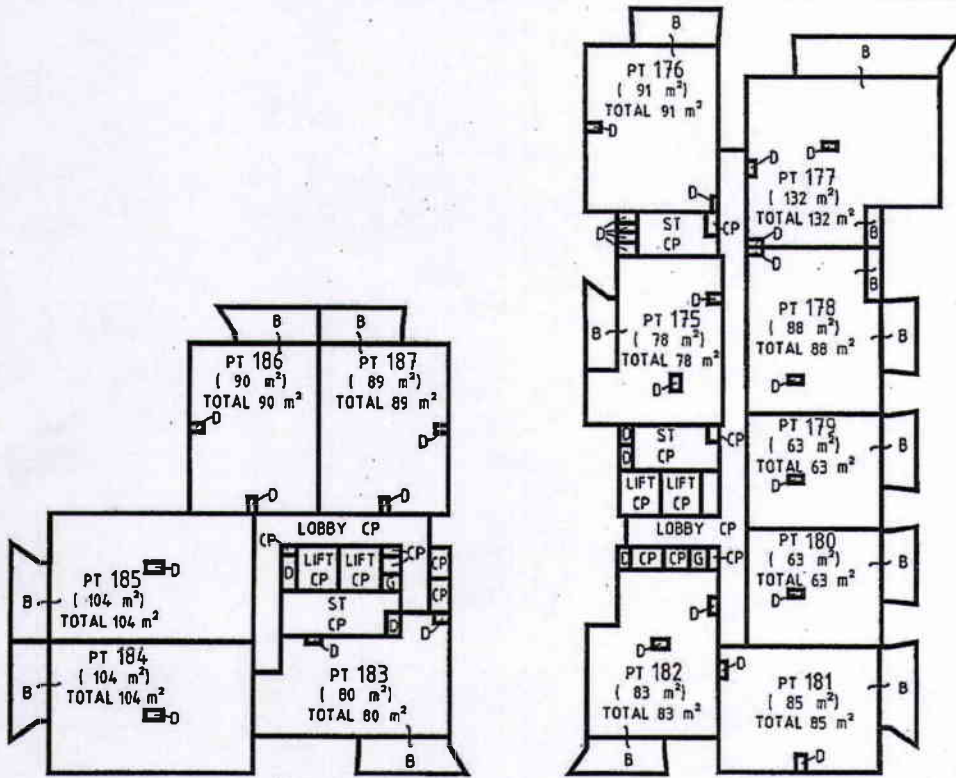 B
PT 176
( 91 m²)
TOTAL 91 m²
D
D
B
D
D
PT 177
( 132 m²)
TOTAL 132 m²
B
D
ST
CP
CP
D
D
B
PT 175
( 78 m²)
TOTAL 78 m²
D
B
D
PT 178
( 88 m²)
TOTAL 88 m²
B
D
B
B
PT 186
( 90 m²)
TOTAL 90 m²
D
D
PT 187
( 89 m²)
TOTAL 89 m²
D
D
D
D
ST
CP
CP
LIFT
CP
LIFT
CP
PT 179
( 63 m²)
TOTAL 63 m²
D
B
LOBBY CP
D
CP
CP
G
CP
PT 180
( 63 m²)
TOTAL 63 m²
D
B
LOBBY CP
CP
D
LIFT
CP
LIFT
CP
CP
G
CP
CP
ST
CP
D
D
B
PT 185
( 104 m²)
TOTAL 104 m²
D
B
PT 184
( 104 m²)
TOTAL 104 m²
D
D
PT 183
( 80 m²)
TOTAL 80 m²
B
D
D
PT 182
( 83 m²)
TOTAL 83 m²
B
D
PT 181
( 85 m²)
TOTAL 85 m²
B
D